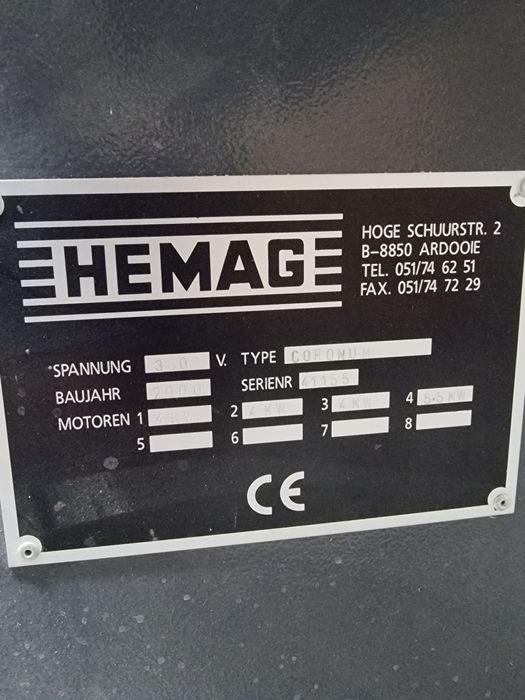 HEMAG
HOGE SCHUURSTR. 2
B-8850 ARDOOIE
TEL. 051/74 62 51
FAX. 051/74 72 29
SPANNUNG 380 V. TYPE CORONUM
BAUJAHR 2000 SERIENR 41155
MOTOREN 1 4 KW 2 4 KW 3 4 KW 4 5.5 KW
5 6 7 8
CE